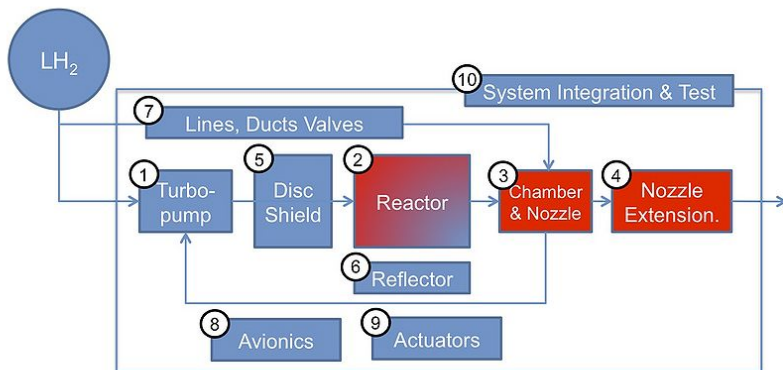 LH₂
10
System Integration & Test
7
Lines, Ducts Valves
1
Turbo-
pump
5
Disc
Shield
2
Reactor
3
Chamber
& Nozzle
4
Nozzle
Extension.
6
Reflector
8
Avionics
9
Actuators